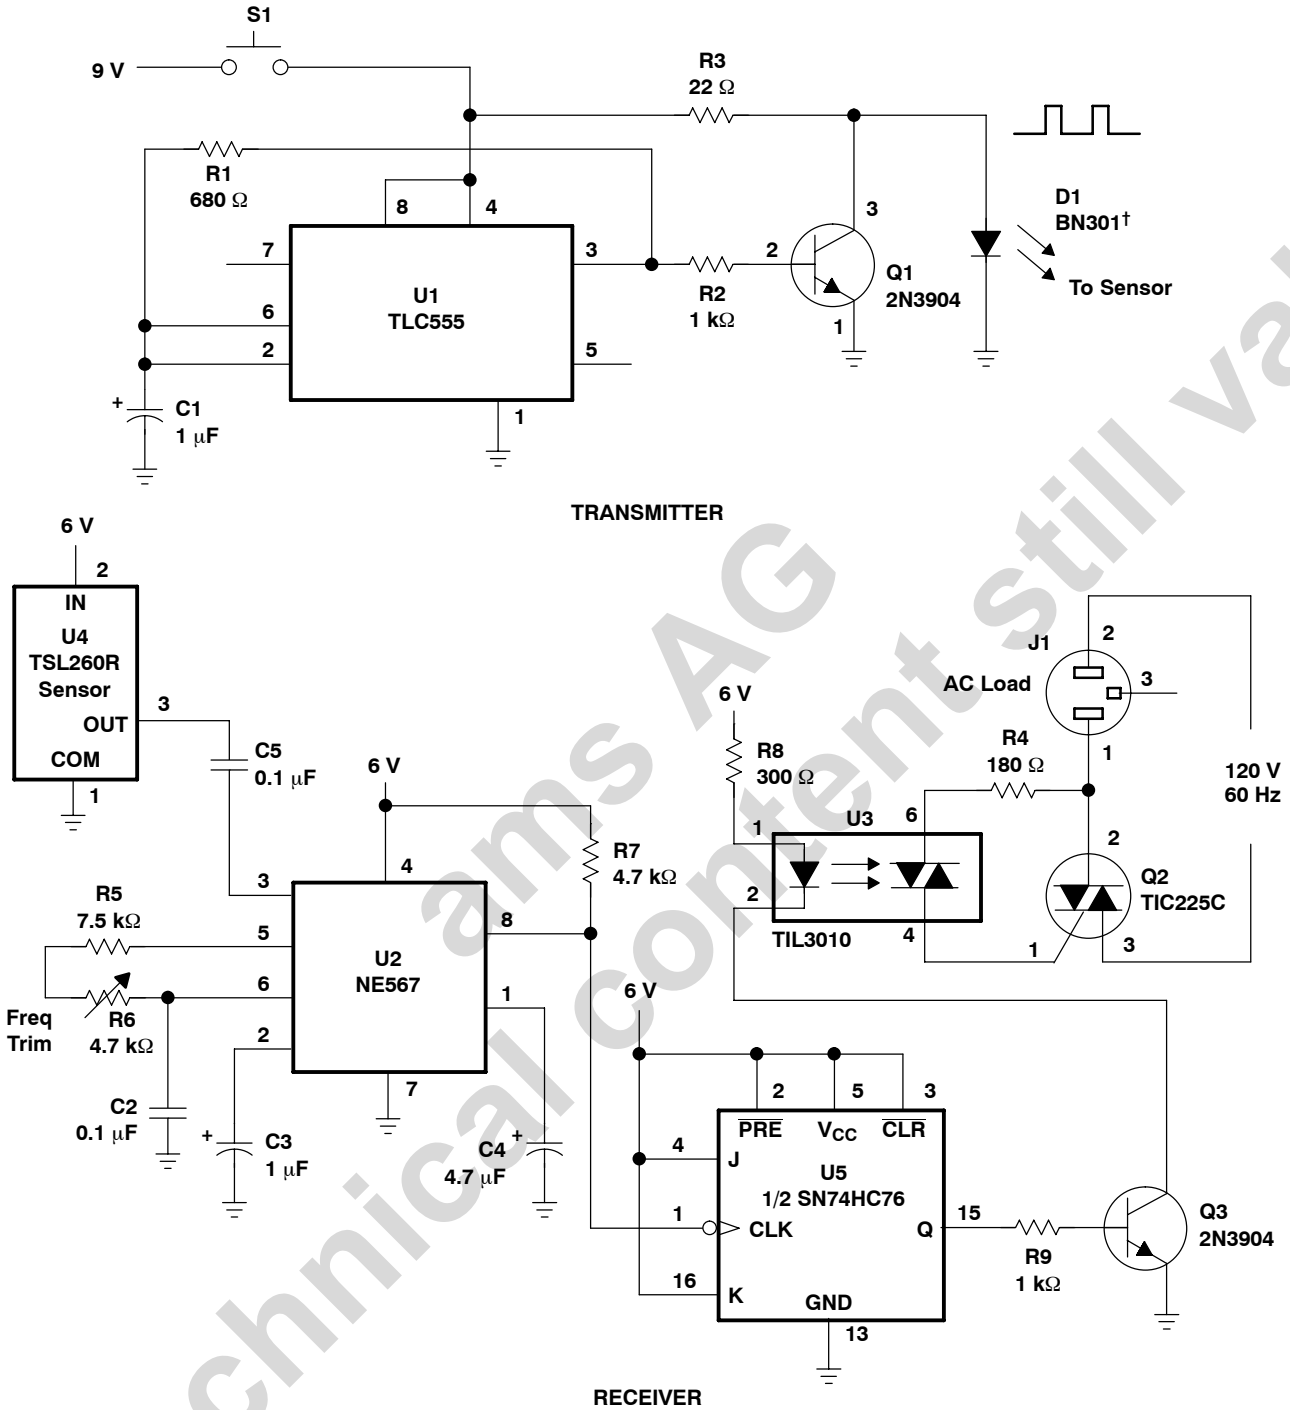 S1
9 V
R3
22 Ω
R1
680 Ω
8
4
D1
BN301†
3
7
3
2
Q1
2N3904
To Sensor
U1
TLC555
R2
1 kΩ
6
1
2
5
+
C1
1 μF
1
TRANSMITTER
6 V
2
IN
U4
TSL260R
Sensor
3
OUT
COM
1
C5
0.1 μF
6 V
4
R7
4.7 kΩ
3
R5
7.5 kΩ
5
8
U2
NE567
6
1
Freq
Trim
R6
4.7 kΩ
2
7
C2
0.1 μF
+
C3
1 μF
C4
4.7 μF
+
J1
2
AC Load
3
6 V
R8
300 Ω
R4
180 Ω
1
120 V
60 Hz
1
U3
6
2
Q2
TIC225C
2
TIL3010
4
1
3
6 V
2
5
3
PRE
VCC
CLR
4
J
U5
1/2 SN74HC76
1
CLK
Q
15
Q3
2N3904
R9
1 kΩ
16
K
GND
13
RECEIVER
ams AG
chnical content still va